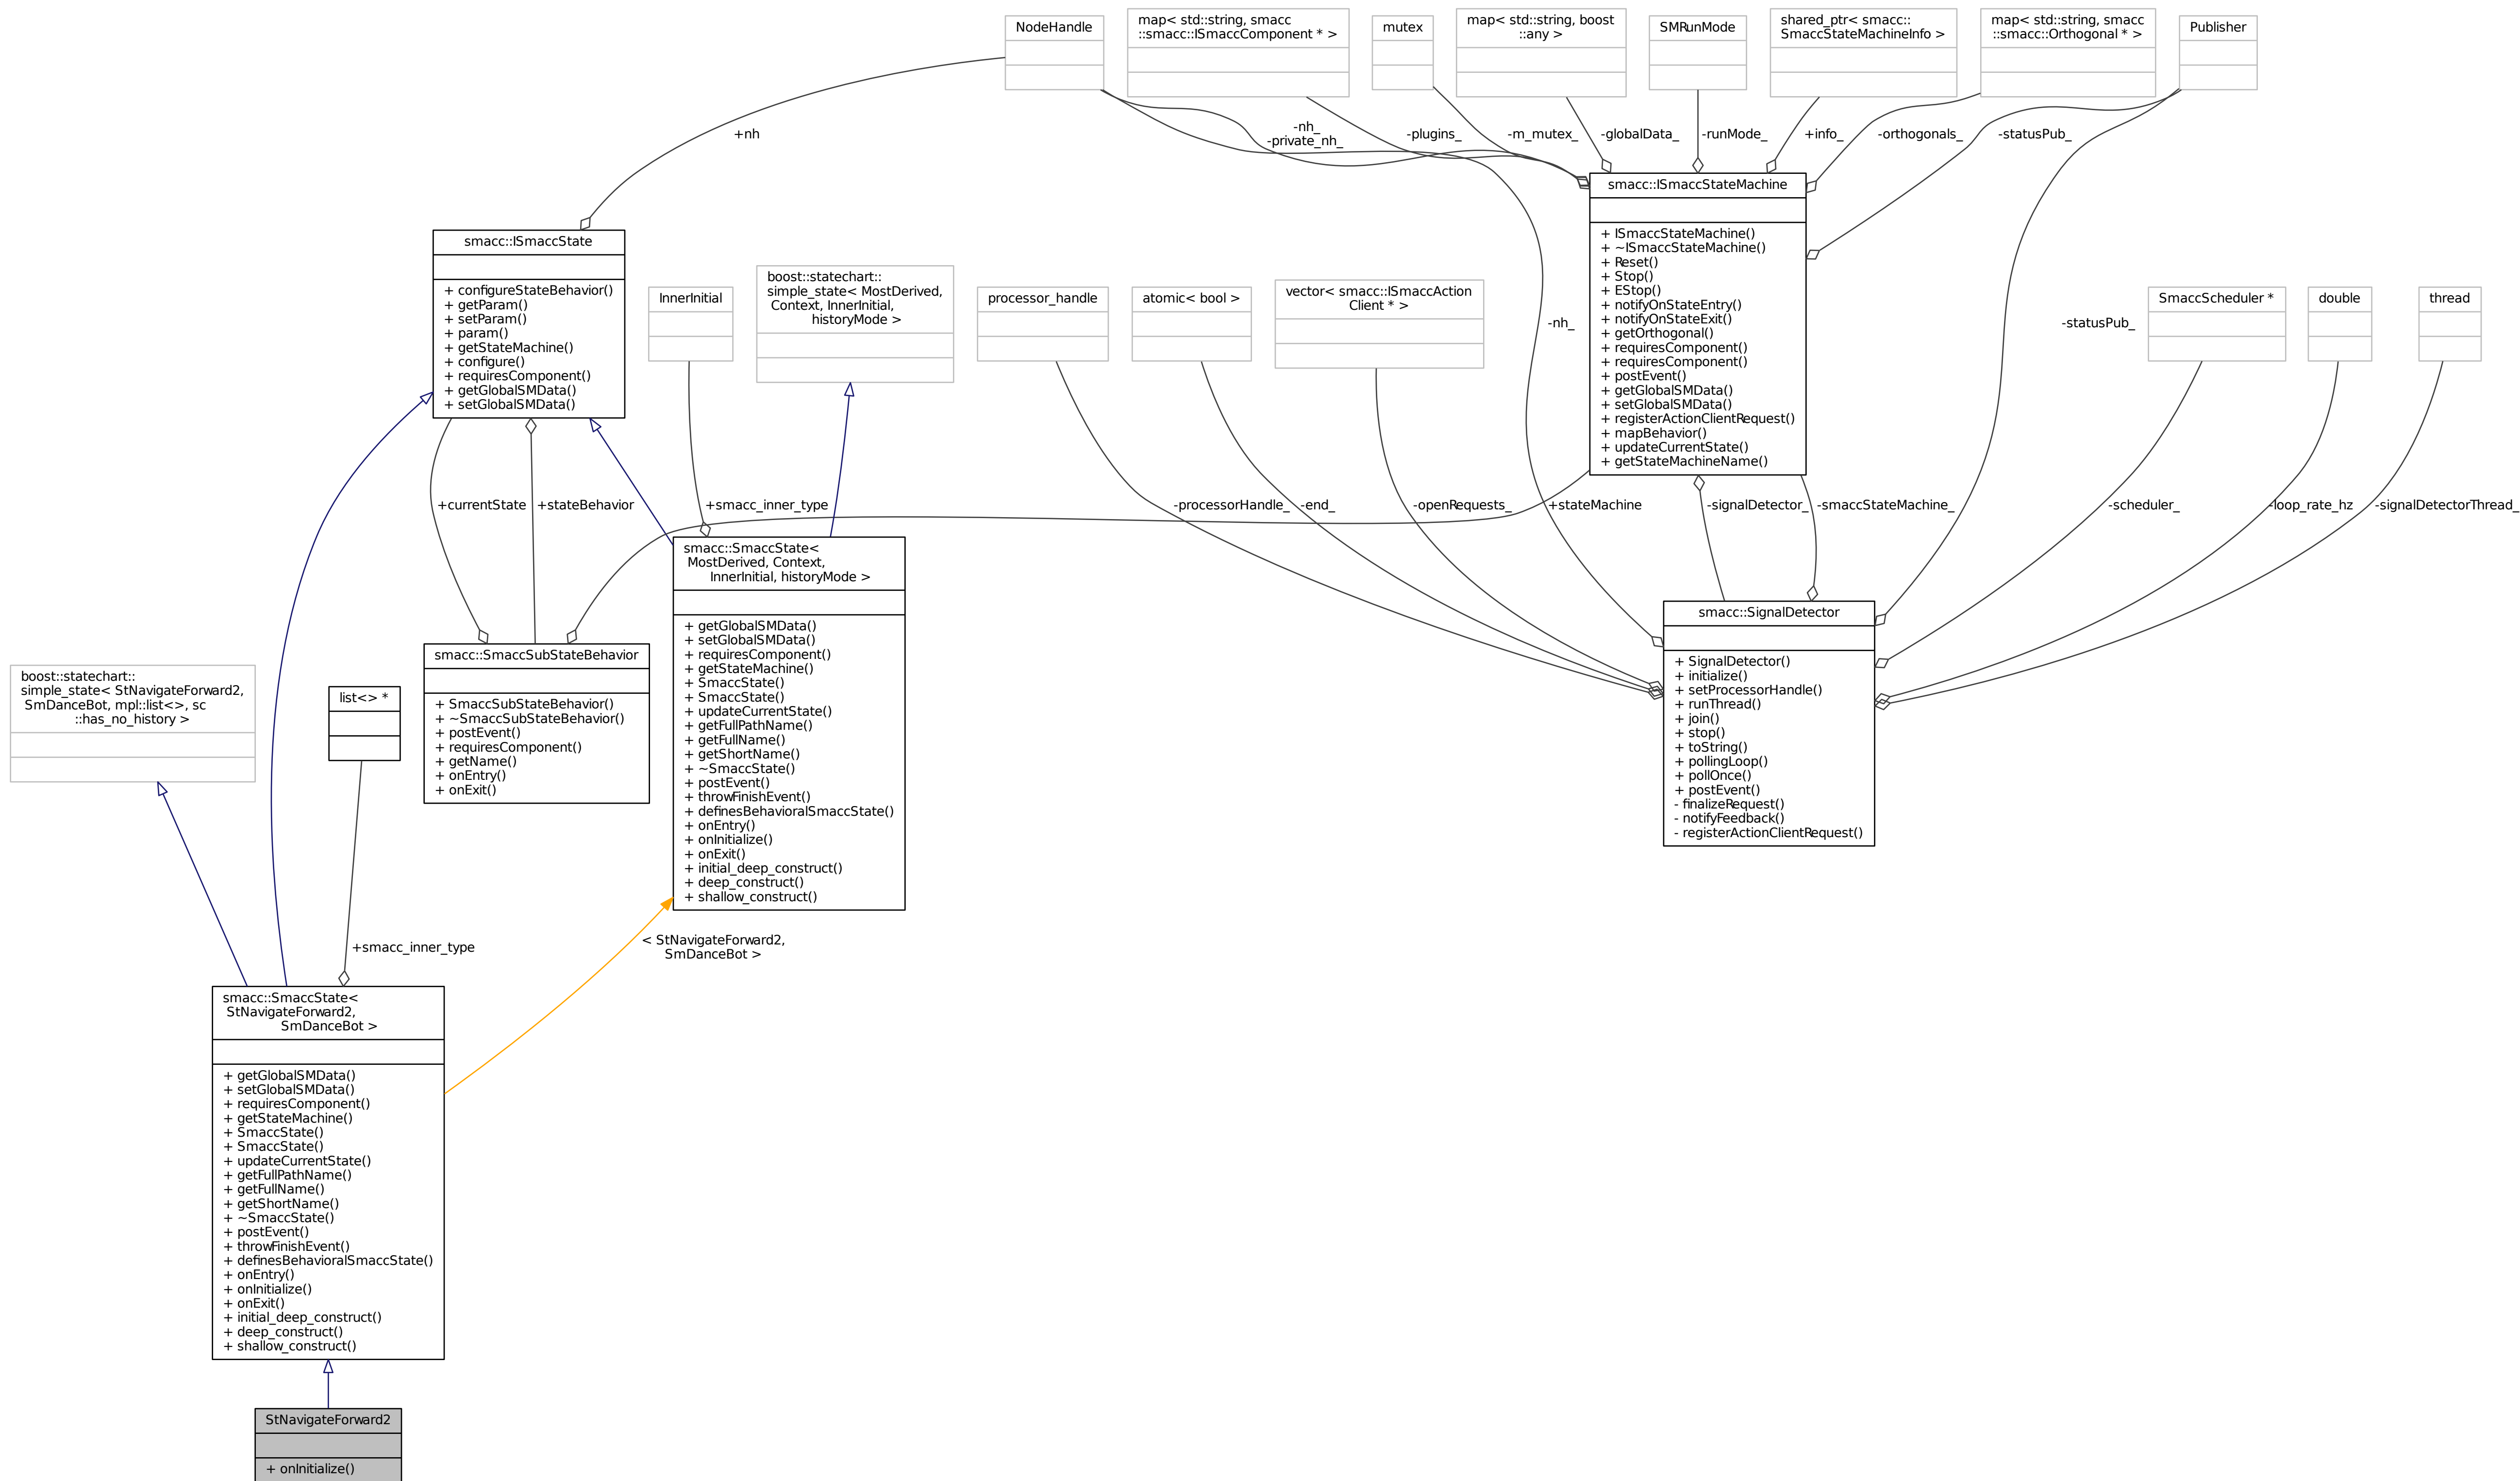 NodeHandle
map< std::string, smacc
::smacc::ISmaccComponent * >
mutex
map< std::string, boost
::any >
SMRunMode
shared_ptr< smacc::
SmaccStateMachineInfo >
map< std::string, smacc
::smacc::Orthogonal * >
Publisher
+nh
-nh_
-private_nh_
-plugins_
-m_mutex_
-globalData_
-runMode_
+info_
-orthogonals_
-statusPub_
smacc::ISmaccStateMachine
+ ISmaccStateMachine()
+ ~ISmaccStateMachine()
+ Reset()
+ Stop()
+ EStop()
+ notifyOnStateEntry()
+ notifyOnStateExit()
+ getOrthogonal()
+ requiresComponent()
+ requiresComponent()
+ postEvent()
+ getGlobalSMData()
+ setGlobalSMData()
+ registerActionClientRequest()
+ mapBehavior()
+ updateCurrentState()
+ getStateMachineName()
smacc::ISmaccState
+ configureStateBehavior()
+ getParam()
+ setParam()
+ param()
+ getStateMachine()
+ configure()
+ requiresComponent()
+ getGlobalSMData()
+ setGlobalSMData()
InnerInitial
boost::statechart::
simple_state< MostDerived,
Context, InnerInitial,
historyMode >
processor_handle
atomic< bool >
vector< smacc::ISmaccAction
Client * >
-nh_
-statusPub_
SmaccScheduler *
double
thread
+currentState
+stateBehavior
+smacc_inner_type
-processorHandle_
-end_
-openRequests_
+stateMachine
-signalDetector_
-smaccStateMachine_
-scheduler_
-loop_rate_hz
-signalDetectorThread_
smacc::SmaccState<
MostDerived, Context,
InnerInitial, historyMode >
+ getGlobalSMData()
+ setGlobalSMData()
+ requiresComponent()
+ getStateMachine()
+ SmaccState()
+ SmaccState()
+ updateCurrentState()
+ getFullPathName()
+ getFullName()
+ getShortName()
+ ~SmaccState()
+ postEvent()
+ throwFinishEvent()
+ definesBehavioralSmaccState()
+ onEntry()
+ onInitialize()
+ onExit()
+ initial_deep_construct()
+ deep_construct()
+ shallow_construct()
smacc::SignalDetector
+ SignalDetector()
+ initialize()
+ setProcessorHandle()
+ runThread()
+ join()
+ stop()
+ toString()
+ pollingLoop()
+ pollOnce()
+ postEvent()
- finalizeRequest()
- notifyFeedback()
- registerActionClientRequest()
smacc::SmaccSubStateBehavior
+ SmaccSubStateBehavior()
+ ~SmaccSubStateBehavior()
+ postEvent()
+ requiresComponent()
+ getName()
+ onEntry()
+ onExit()
boost::statechart::
simple_state< StNavigateForward2,
SmDanceBot, mpl::list<>, sc
::has_no_history >
list<> *
+smacc_inner_type
< StNavigateForward2,
SmDanceBot >
smacc::SmaccState<
StNavigateForward2,
SmDanceBot >
+ getGlobalSMData()
+ setGlobalSMData()
+ requiresComponent()
+ getStateMachine()
+ SmaccState()
+ SmaccState()
+ updateCurrentState()
+ getFullPathName()
+ getFullName()
+ getShortName()
+ ~SmaccState()
+ postEvent()
+ throwFinishEvent()
+ definesBehavioralSmaccState()
+ onEntry()
+ onInitialize()
+ onExit()
+ initial_deep_construct()
+ deep_construct()
+ shallow_construct()
StNavigateForward2
+ onInitialize()